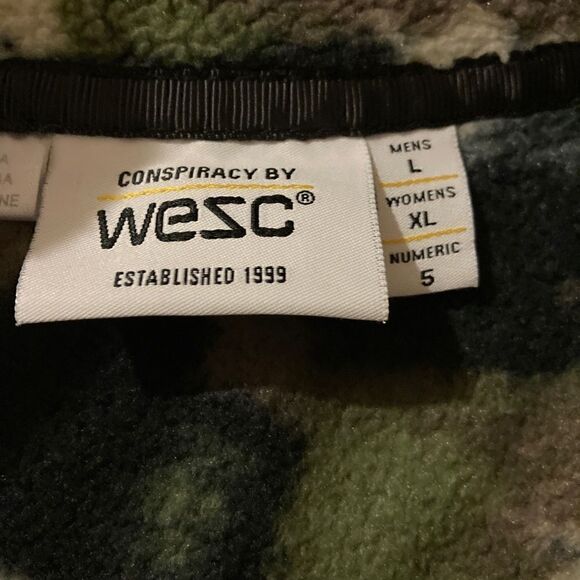 CONSPIRACY BY
wesc®
ESTABLISHED 1999
MENS
L
WOMENS
XL
NUMERIC
5